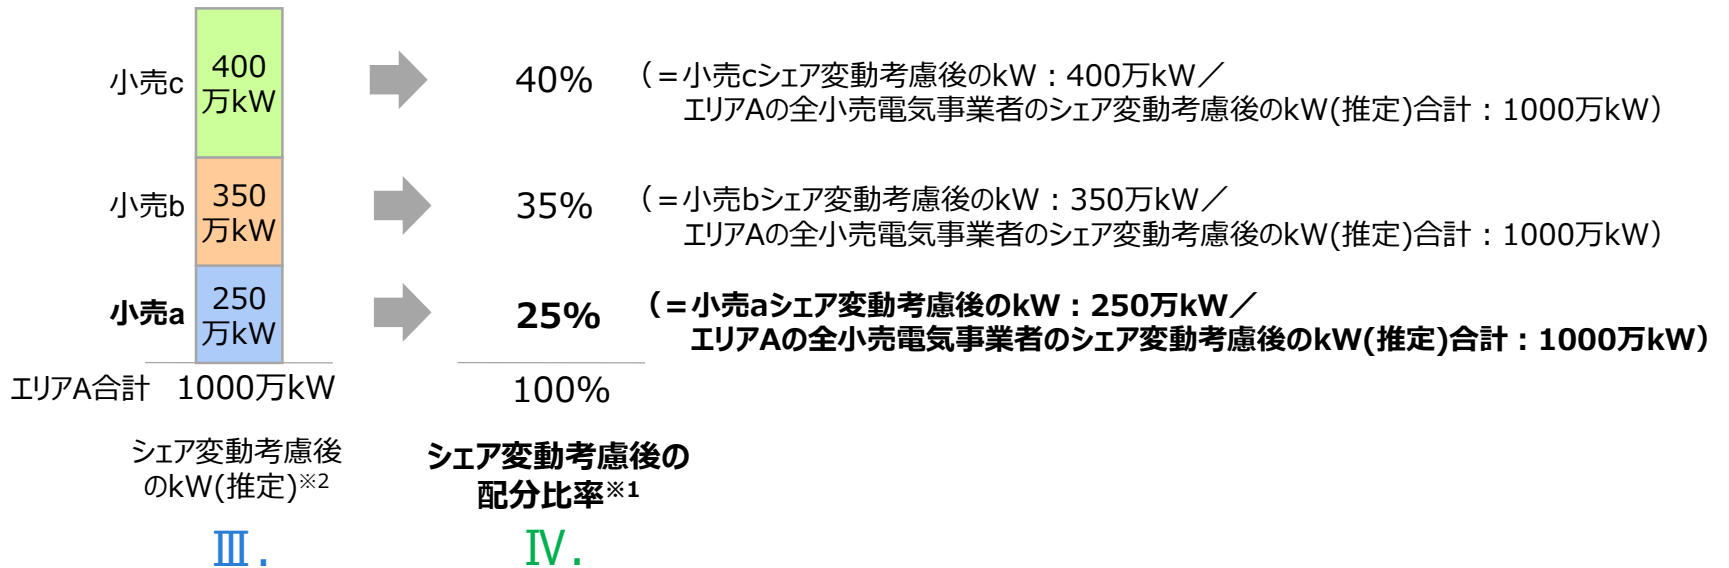 小売c
400
万kW
40%
（＝小売cシェア変動考慮後のkW：400万kW／
エリアAの全小売電気事業者のシェア変動考慮後のkW(推定)合計：1000万kW）
小売b
350
万kW
35%
（＝小売bシェア変動考慮後のkW：350万kW／
エリアAの全小売電気事業者のシェア変動考慮後のkW(推定)合計：1000万kW）
小売a
250
万kW
25%
（＝小売aシェア変動考慮後のkW：250万kW／
エリアAの全小売電気事業者のシェア変動考慮後のkW(推定)合計：1000万kW）
エリアA合計 1000万kW
100%
シェア変動考慮後
のkW(推定)※2
シェア変動考慮後の
配分比率※1
Ⅲ.
Ⅳ.